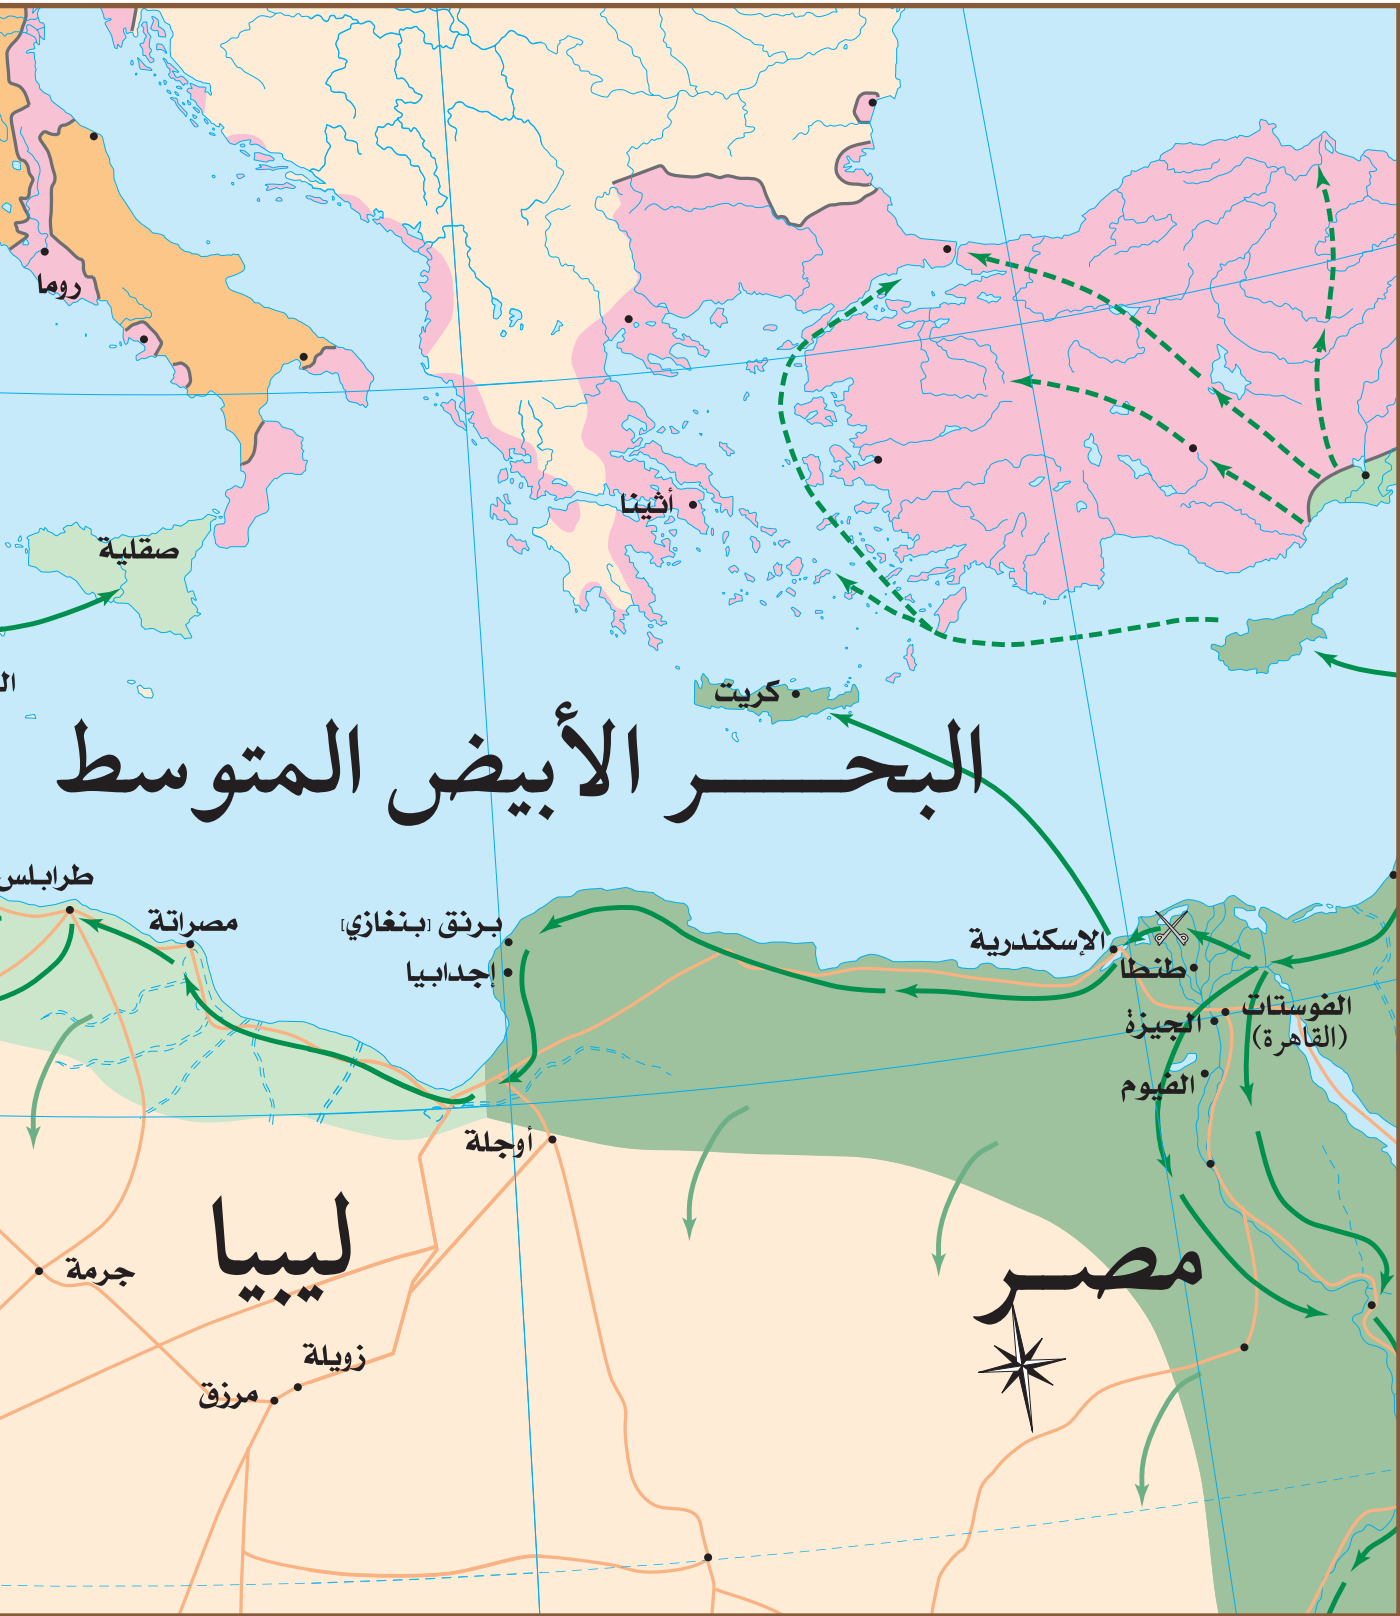 روما
أثينا
صقلية
كريت
البحر الأبيض المتوسط
طرابلس
مصراتة
برنق [بنغازي]
إجدابيا
الإسكندرية
طنطا
الفوستات
(القاهرة)
الجيزة
الفيوم
أوجلة
ليبيا
مصر
جرمة
زويلة
مرزق